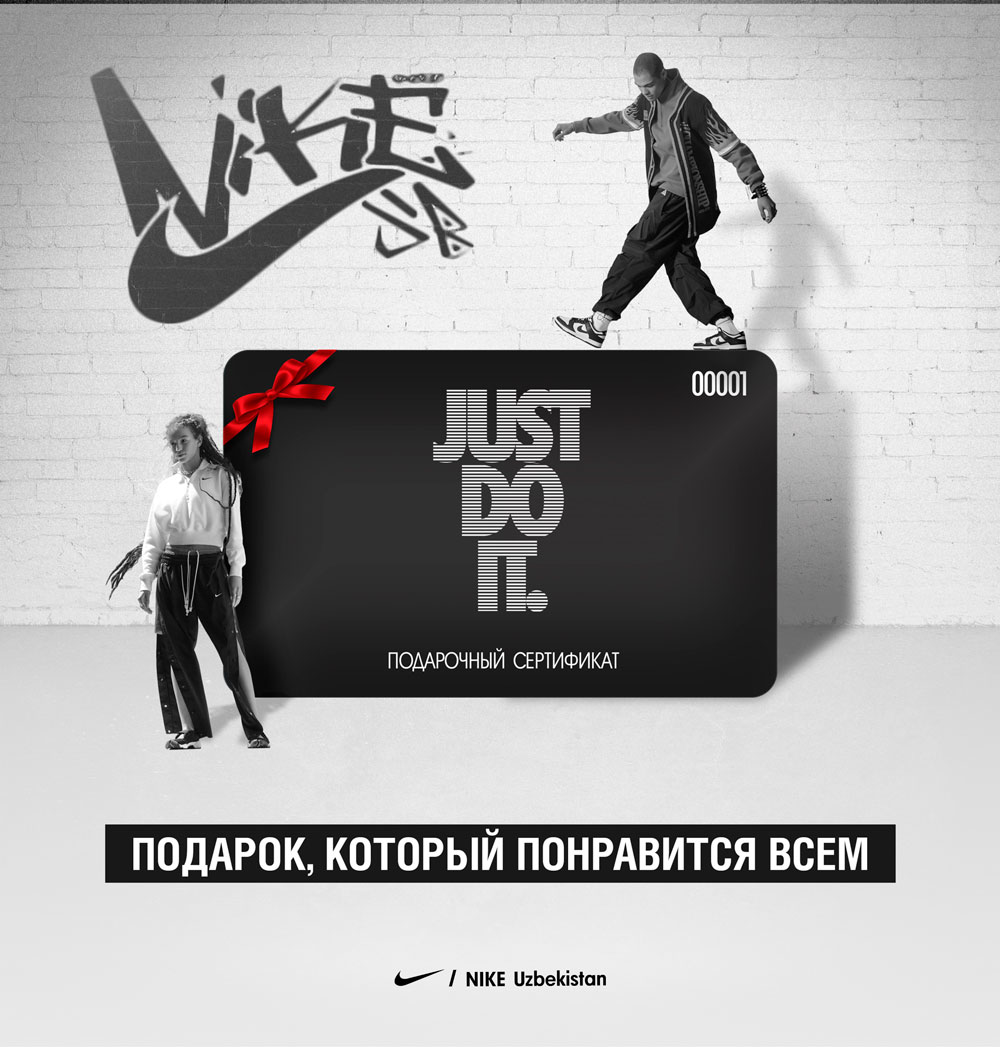 NIKE
SB
00001
JUST
DO
IT.
ПОДАРОЧНЫЙ СЕРТИФИКАТ
ПОДАРОК, КОТОРЫЙ ПОНРАВИТСЯ ВСЕМ
/ NIKE Uzbekistan